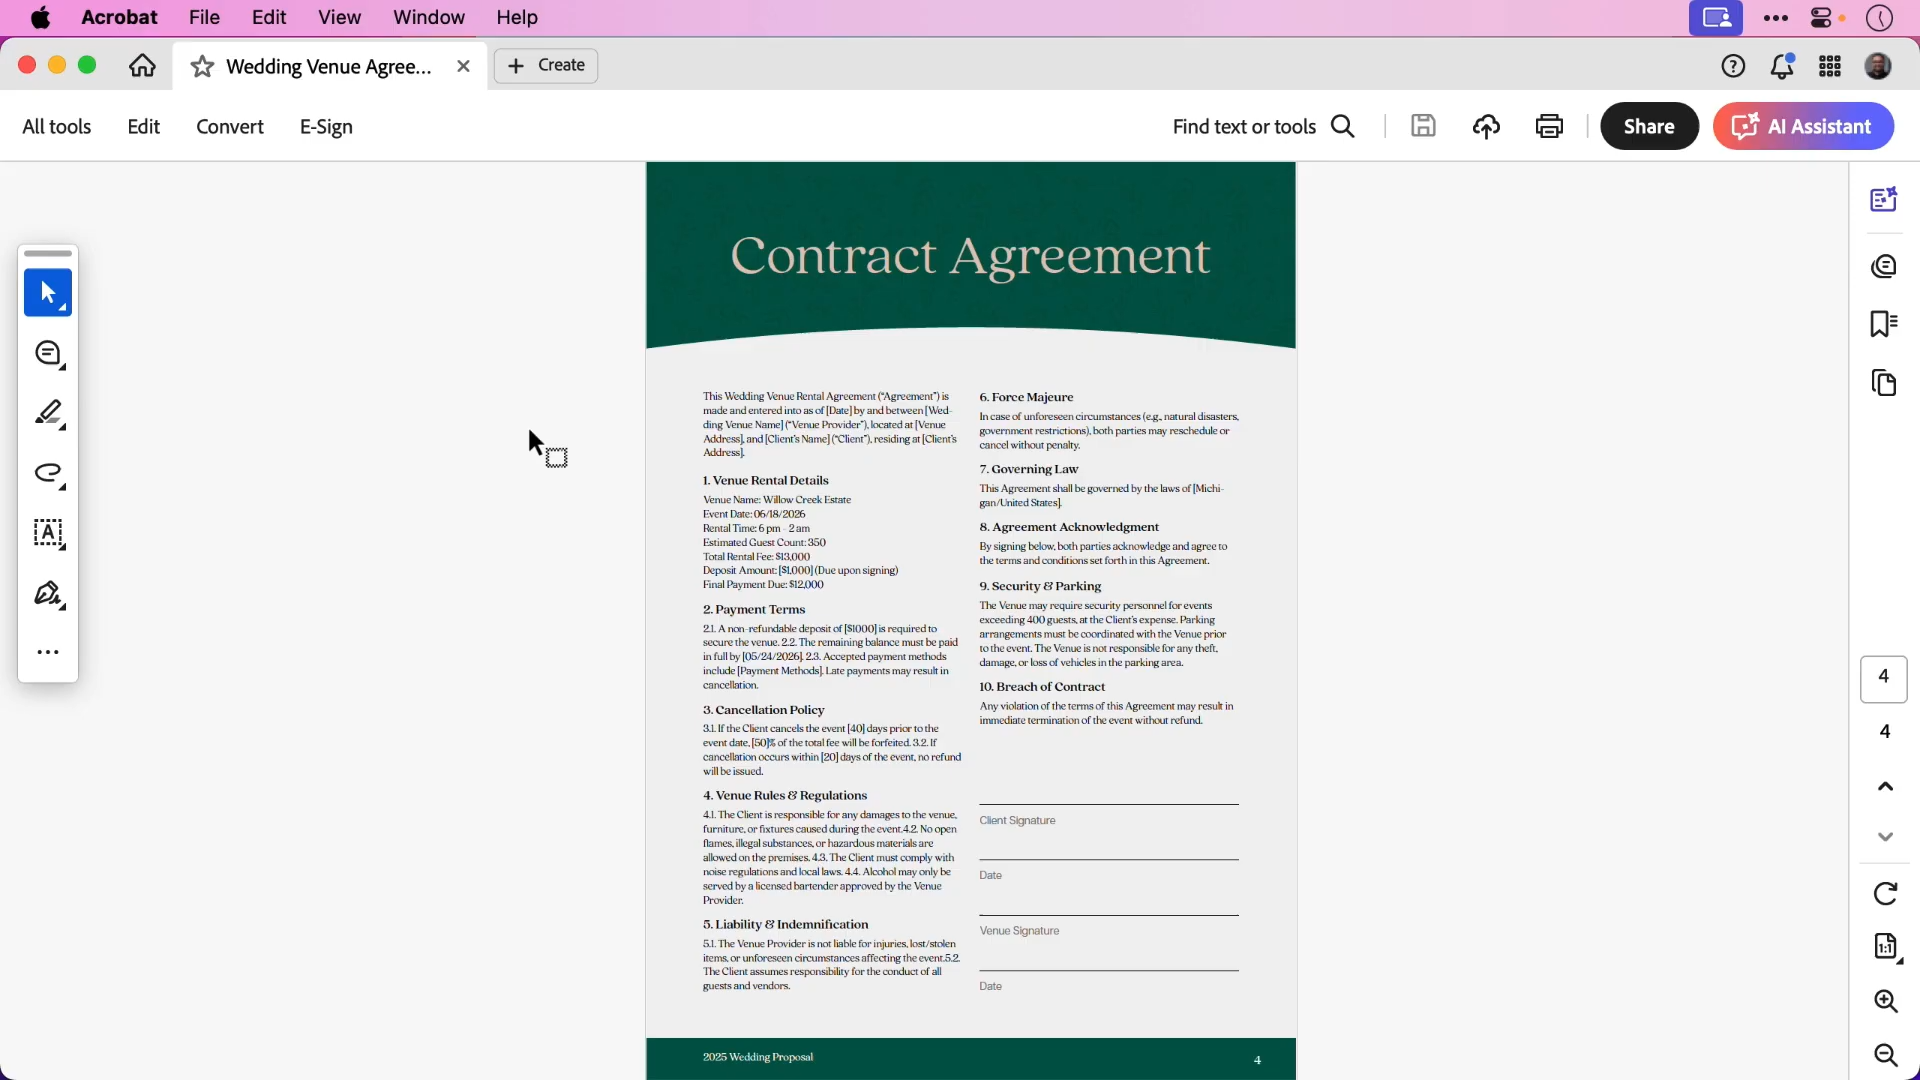 Acrobat File Edit View Window Help
Wedding Venue Agree...
Create
All tools
Edit
Convert
E-Sign
Find text or tools
Share
AI Assistant
Contract Agreement
This Wedding Venue Rental Agreement (“Agreement”) is
made and entered into as of [Date] by and between [Wed-
ding Venue Name] (“Venue Provider”), located at [Venue
Address], and [Client's Name] (“Client”), residing at [Client's
Address].
1. Venue Rental Details
Venue Name: Willow Creek Estate
Event Date: 06/18/2026
Rental Time: 6 pm - 2 am
Estimated Guest Count: 350
Total Rental Fee: $13,000
Deposit Amount: [$1,000] (Due upon signing)
Final Payment Due: $12,000
2. Payment Terms
2.1. A non-refundable deposit of [$1000] is required to
secure the venue. 2.2. The remaining balance must be paid
in full by [05/24/2026]. 2.3. Accepted payment methods
include [Payment Methods]. Late payments may result in
cancellation.
3. Cancellation Policy
3.1. If the Client cancels the event [40] days prior to the
event date, [50]% of the total fee will be forfeited. 3.2. If
cancellation occurs within [20] days of the event, no refund
will be issued.
4. Venue Rules & Regulations
4.1. The Client is responsible for any damages to the venue,
furniture, or fixtures caused during the event.4.2. No open
flames, illegal substances, or hazardous materials are
allowed on the premises. 4.3. The Client must comply with
noise regulations and local laws. 4.4. Alcohol may only be
served by a licensed bartender approved by the Venue
Provider.
5. Liability & Indemnification
5.1. The Venue Provider is not liable for injuries, lost/stolen
items, or unforeseen circumstances affecting the event.5.2.
The Client assumes responsibility for the conduct of all
guests and vendors.
6. Force Majeure
In case of unforeseen circumstances (e.g., natural disasters,
government restrictions), both parties may reschedule or
cancel without penalty.
7. Governing Law
This Agreement shall be governed by the laws of [Michi-
gan/United States].
8. Agreement Acknowledgment
By signing below, both parties acknowledge and agree to
the terms and conditions set forth in this Agreement.
9. Security & Parking
The Venue may require security personnel for events
exceeding 400 guests, at the Client's expense. Parking
arrangements must be coordinated with the Venue prior
to the event. The Venue is not responsible for any theft,
damage, or loss of vehicles in the parking area.
10. Breach of Contract
Any violation of the terms of this Agreement may result in
immediate termination of the event without refund.
Client Signature
Date
Venue Signature
Date
2025 Wedding Proposal
4
4
4
1:1